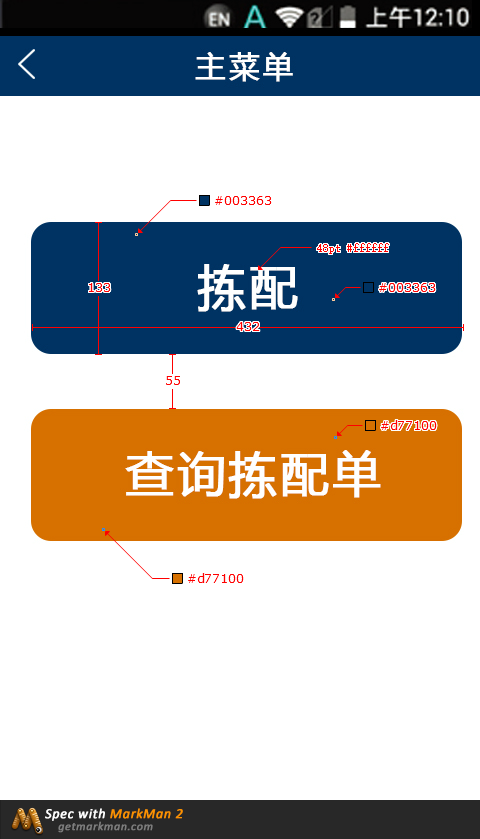 EN A 2 上午12:10
主菜单
#003363
48pt #ffffff
拣配
133
#003363
432
55
#d77100
查询拣配单
#d77100
Spec with MarkMan 2
getmarkman.com